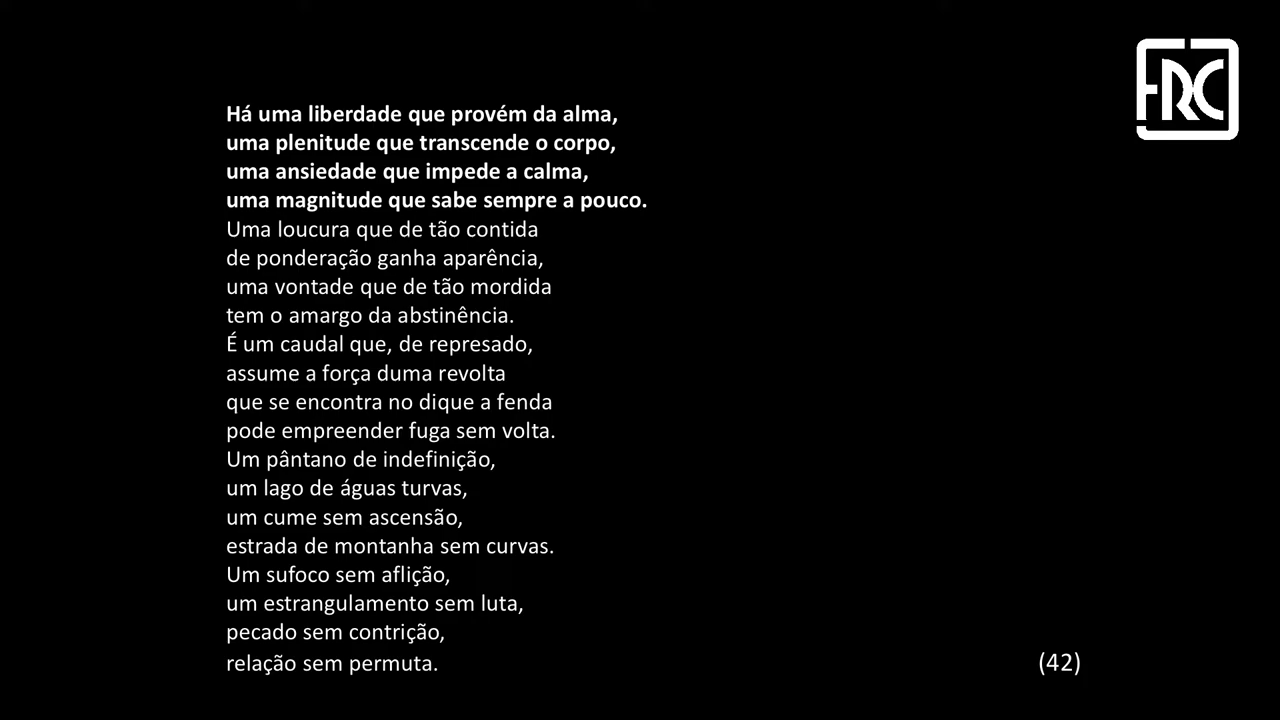 FRC
Há uma liberdade que provém da alma,
uma plenitude que transcende o corpo,
uma ansiedade que impede a calma,
uma magnitude que sabe sempre a pouco.
Uma loucura que de tão contida
de ponderação ganha aparência,
uma vontade que de tão mordida
tem o amargo da abstinência.
É um caudal que, de represado,
assume a força duma revolta
que se encontra no dique a fenda
pode empreender fuga sem volta.
Um pântano de indefinição,
um lago de águas turvas,
um cume sem ascensão,
estrada de montanha sem curvas.
Um sufoco sem aflição,
um estrangulamento sem luta,
pecado sem contrição,
relação sem permuta.
(42)